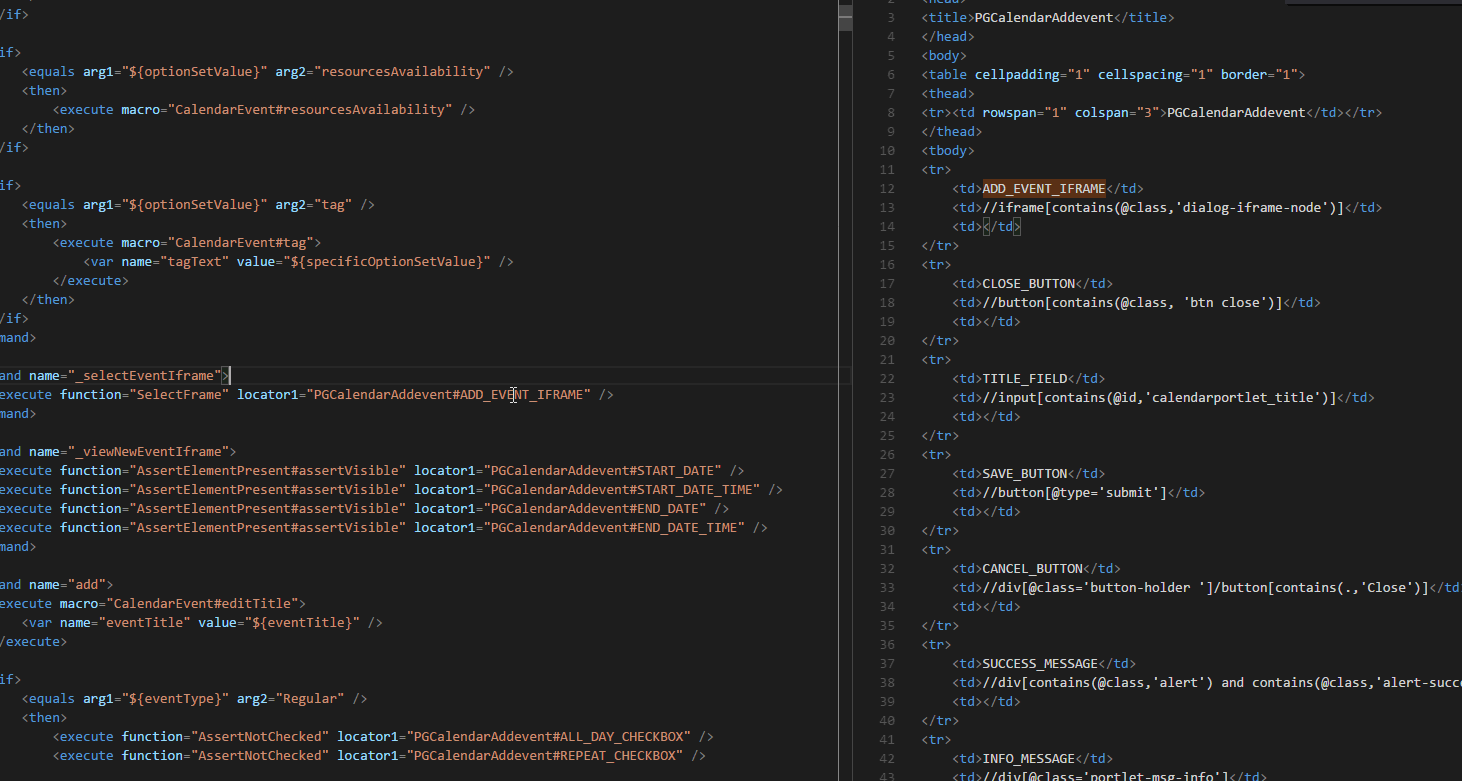 /if>
if>
<equals arg1="${optionSetValue}" arg2="resourcesAvailability" />
<then>
<execute macro="CalendarEvent#resourcesAvailability" />
</then>
/if>
if>
<equals arg1="${optionSetValue}" arg2="tag" />
<then>
<execute macro="CalendarEvent#tag">
<var name="tagText" value="${specificOptionSetValue}" />
</execute>
</then>
/if>
mand>
and name="_selectEventIframe">
execute function="SelectFrame" locator1="PGCalendarAddevent#ADD_EVENT_IFRAME" />
mand>
and name="_viewNewEventIframe">
execute function="AssertElementPresent#assertVisible" locator1="PGCalendarAddevent#START_DATE" />
execute function="AssertElementPresent#assertVisible" locator1="PGCalendarAddevent#START_DATE_TIME" />
execute function="AssertElementPresent#assertVisible" locator1="PGCalendarAddevent#END_DATE" />
execute function="AssertElementPresent#assertVisible" locator1="PGCalendarAddevent#END_DATE_TIME" />
mand>
and name="add">
execute macro="CalendarEvent#editTitle">
<var name="eventTitle" value="${eventTitle}" />
/execute>
if>
<equals arg1="${eventType}" arg2="Regular" />
<then>
<execute function="AssertNotChecked" locator1="PGCalendarAddevent#ALL_DAY_CHECKBOX" />
<execute function="AssertNotChecked" locator1="PGCalendarAddevent#REPEAT_CHECKBOX" />
2 <head>
3 <title>PGCalendarAddevent</title>
4 </head>
5 <body>
6 <table cellpadding="1" cellspacing="1" border="1">
7 <thead>
8 <tr><td rowspan="1" colspan="3">PGCalendarAddevent</td></tr>
9 </thead>
10 <tbody>
11 <tr>
12 <td>ADD_EVENT_IFRAME</td>
13 <td>//iframe[contains(@class,'dialog-iframe-node')]</td>
14 <td></td>
15 </tr>
16 <tr>
17 <td>CLOSE_BUTTON</td>
18 <td>//button[contains(@class, 'btn close')]</td>
19 <td></td>
20 </tr>
21 <tr>
22 <td>TITLE_FIELD</td>
23 <td>//input[contains(@id,'calendarportlet_title')]</td>
24 <td></td>
25 </tr>
26 <tr>
27 <td>SAVE_BUTTON</td>
28 <td>//button[@type='submit']</td>
29 <td></td>
30 </tr>
31 <tr>
32 <td>CANCEL_BUTTON</td>
33 <td>//div[@class='button-holder ']/button[contains(.,'Close')]</td
34 <td></td>
35 </tr>
36 <tr>
37 <td>SUCCESS_MESSAGE</td>
38 <td>//div[contains(@class,'alert') and contains(@class,'alert-succ
39 <td></td>
40 </tr>
41 <tr>
42 <td>INFO_MESSAGE</td>
43 <td>//div[@class='portlet-msg-info']</td>